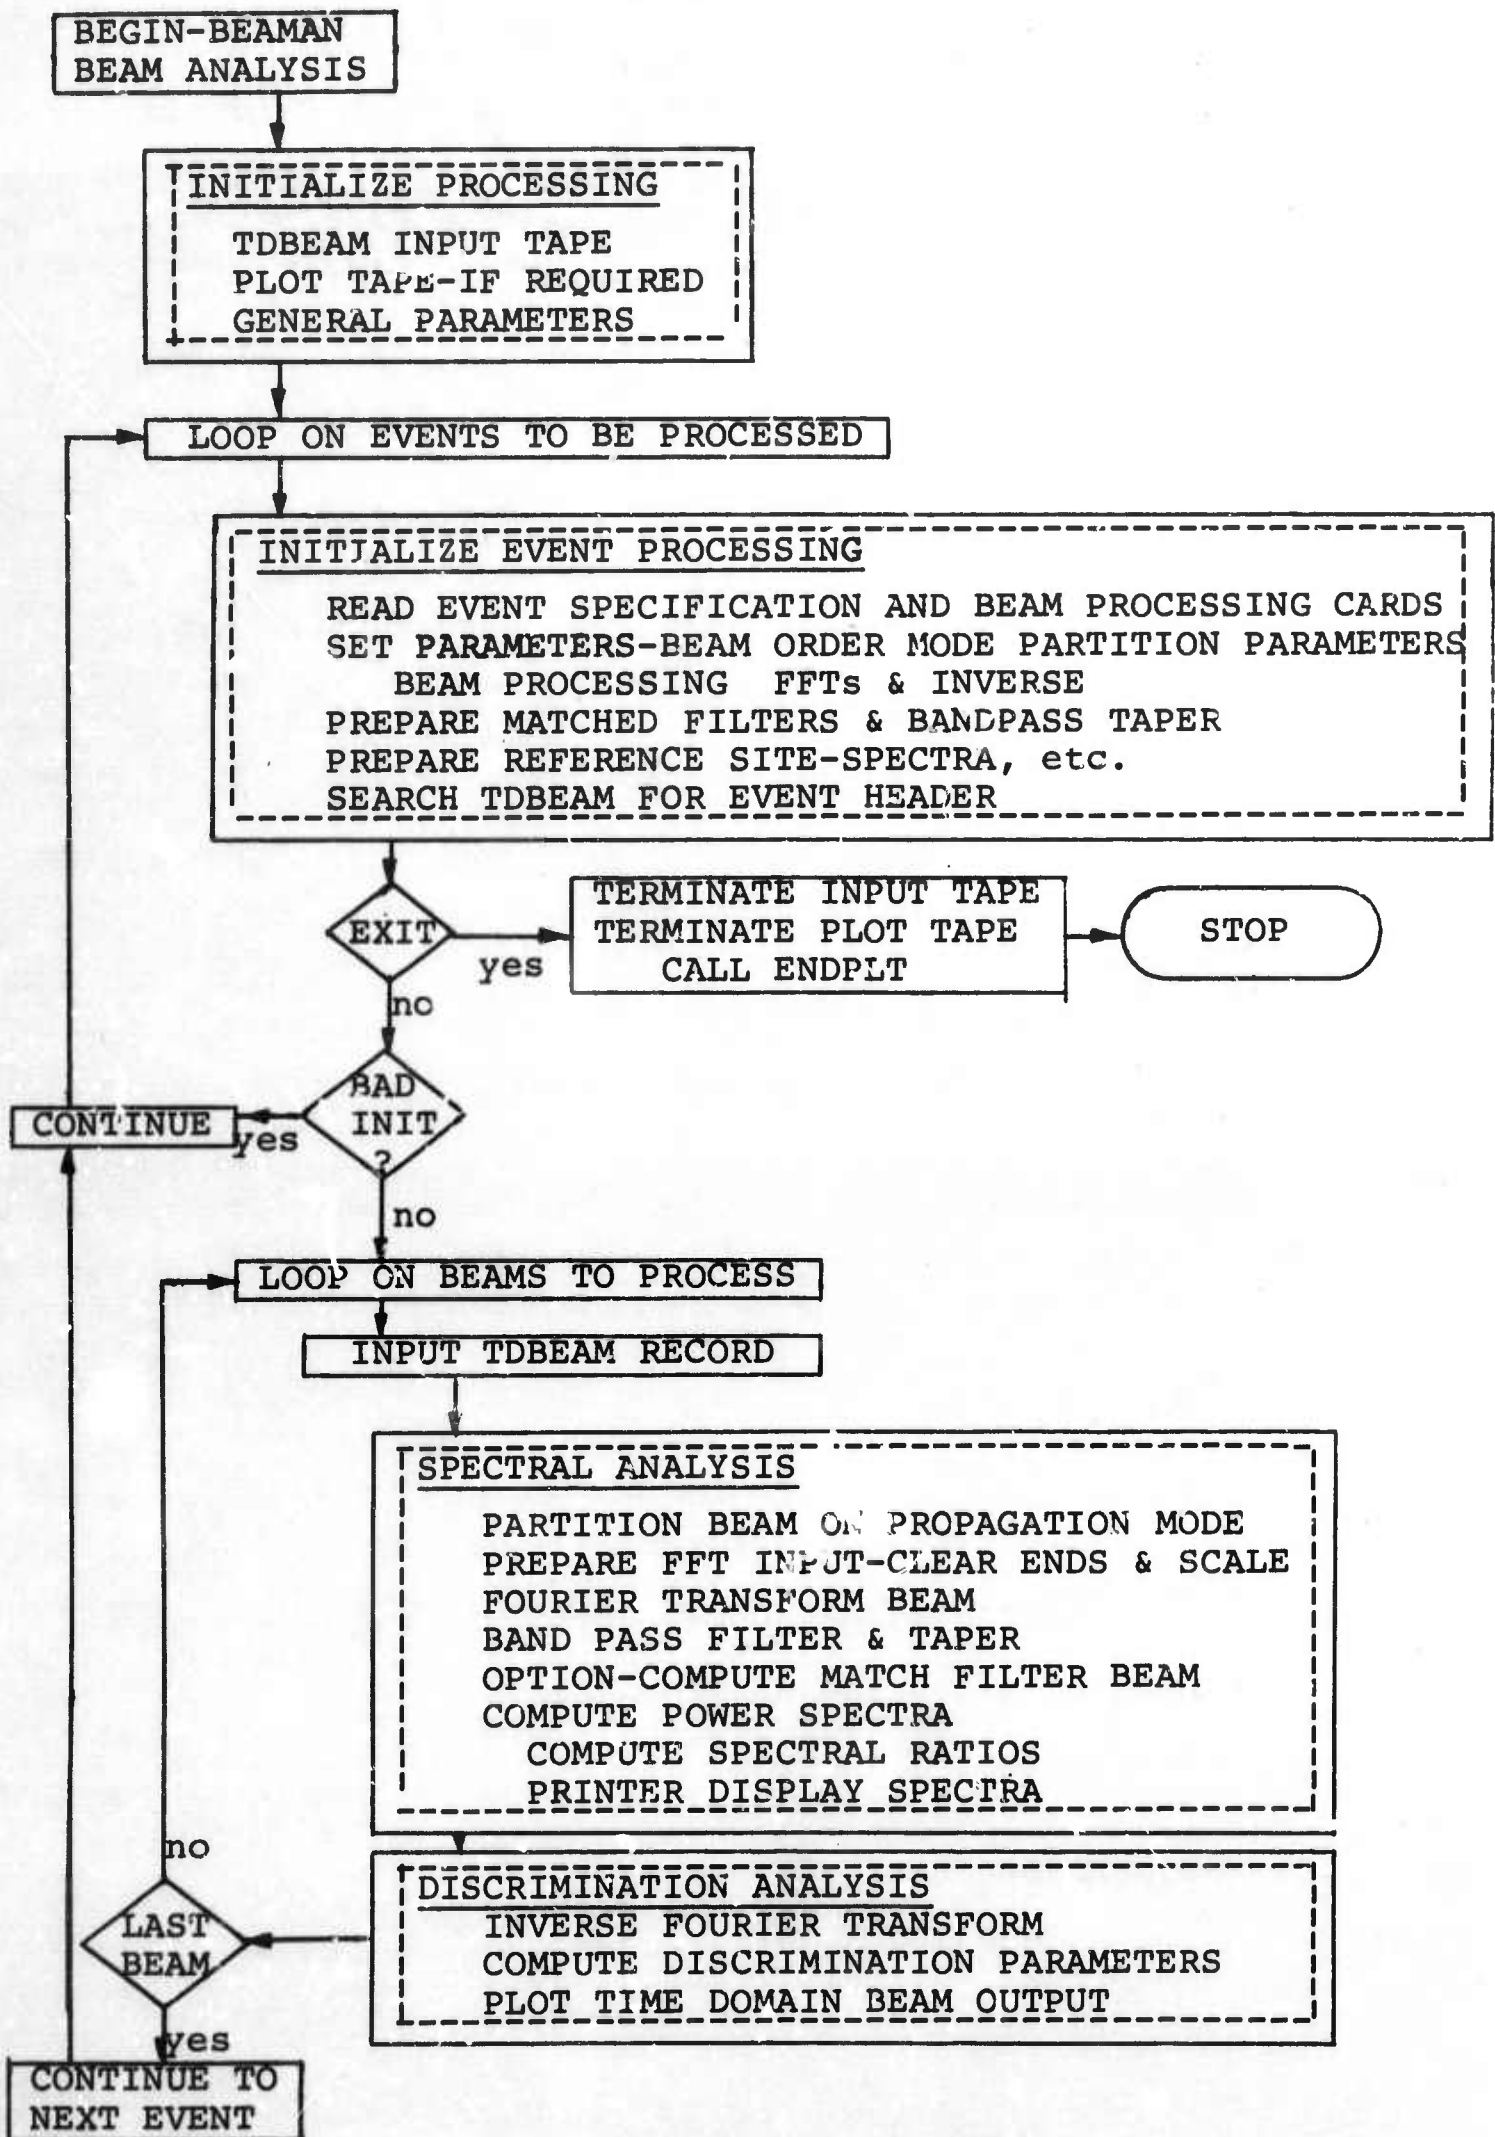 BEGIN-BEAMAN
BEAM ANALYSIS
INITIALIZE PROCESSING
TDBEAM INPUT TAPE
PLOT TAPE-IF REQUIRED
GENERAL PARAMETERS
LOOP ON EVENTS TO BE PROCESSED
INITIALIZE EVENT PROCESSING
READ EVENT SPECIFICATION AND BEAM PROCESSING CARDS
SET PARAMETERS-BEAM ORDER MODE PARTITION PARAMETERS
BEAM PROCESSING FFTs & INVERSE
PREPARE MATCHED FILTERS & BANDPASS TAPER
PREPARE REFERENCE SITE-SPECTRA, etc.
SEARCH TDBEAM FOR EVENT HEADER
EXIT
yes
TERMINATE INPUT TAPE
TERMINATE PLOT TAPE
CALL ENDPLT
STOP
no
BAD
INIT
?
yes
CONTINUE
no
LOOP ON BEAMS TO PROCESS
INPUT TDBEAM RECORD
SPECTRAL ANALYSIS
PARTITION BEAM ON PROPAGATION MODE
PREPARE FFT INPUT-CLEAR ENDS & SCALE
FOURIER TRANSFORM BEAM
BAND PASS FILTER & TAPER
OPTION-COMPUTE MATCH FILTER BEAM
COMPUTE POWER SPECTRA
COMPUTE SPECTRAL RATIOS
PRINTER DISPLAY SPECTRA
DISCRIMINATION ANALYSIS
INVERSE FOURIER TRANSFORM
COMPUTE DISCRIMINATION PARAMETERS
PLOT TIME DOMAIN BEAM OUTPUT
no
LAST
BEAM
yes
CONTINUE TO
NEXT EVENT